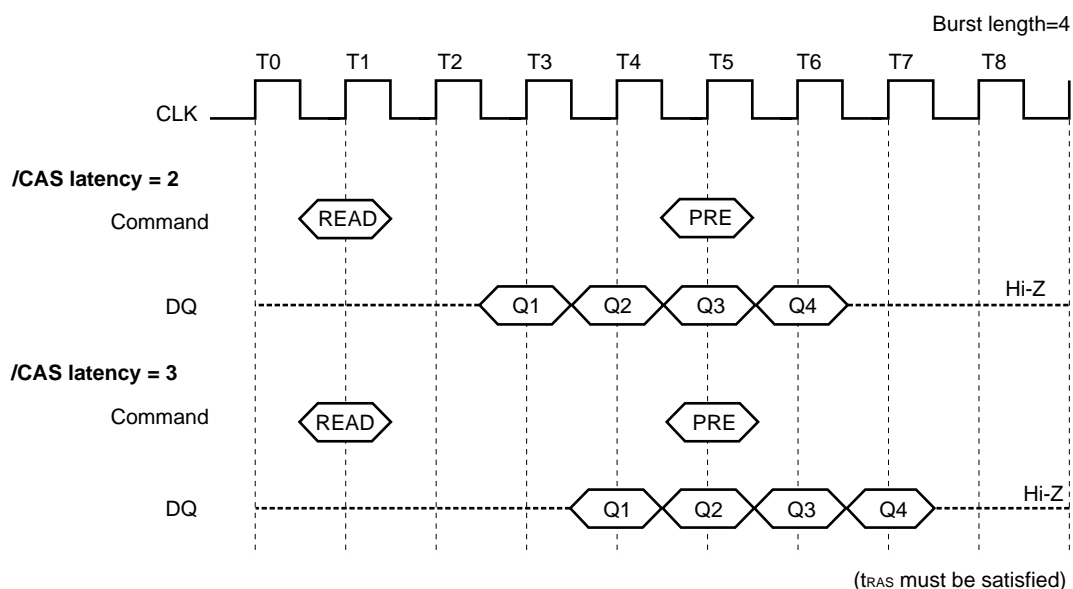 Burst length=4
T0 T1 T2 T3 T4 T5 T6 T7 T8
CLK
/CAS latency = 2
Command READ PRE
Hi-Z
DQ Q1 Q2 Q3 Q4
/CAS latency = 3
Command READ PRE
Hi-Z
DQ Q1 Q2 Q3 Q4
(tRAS must be satisfied)